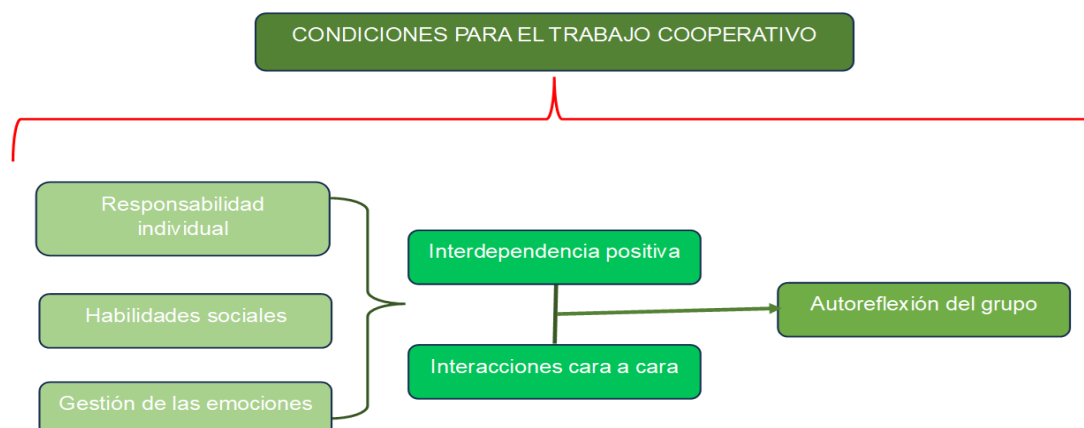 CONDICIONES PARA EL TRABAJO COOPERATIVO
Responsabilidad
individual
Habilidades sociales
Gestión de las emociones
Interdependencia positiva
Interacciones cara a cara
Autoreflexión del grupo